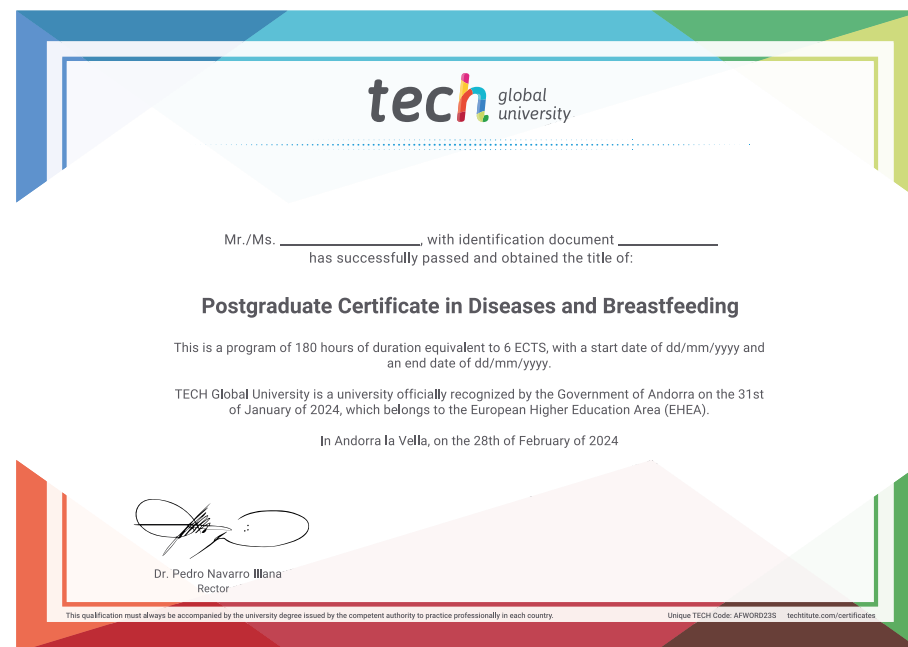 tech global
university
Mr./Ms. ____________, with identification document ____________
has successfully passed and obtained the title of:
Postgraduate Certificate in Diseases and Breastfeeding
This is a program of 180 hours of duration equivalent to 6 ECTS, with a start date of dd/mm/yyyy and
an end date of dd/mm/yyyy.
TECH Global University is a university officially recognized by the Government of Andorra on the 31st
of January of 2024, which belongs to the European Higher Education Area (EHEA).
In Andorra la Vella, on the 28th of February of 2024
Dr. Pedro Navarro Illana
Rector
This qualification must always be accompanied by the university degree issued by the competent authority to practice professionally in each country.
Unique TECH Code: AFWORD23S techtitute.com/certificates